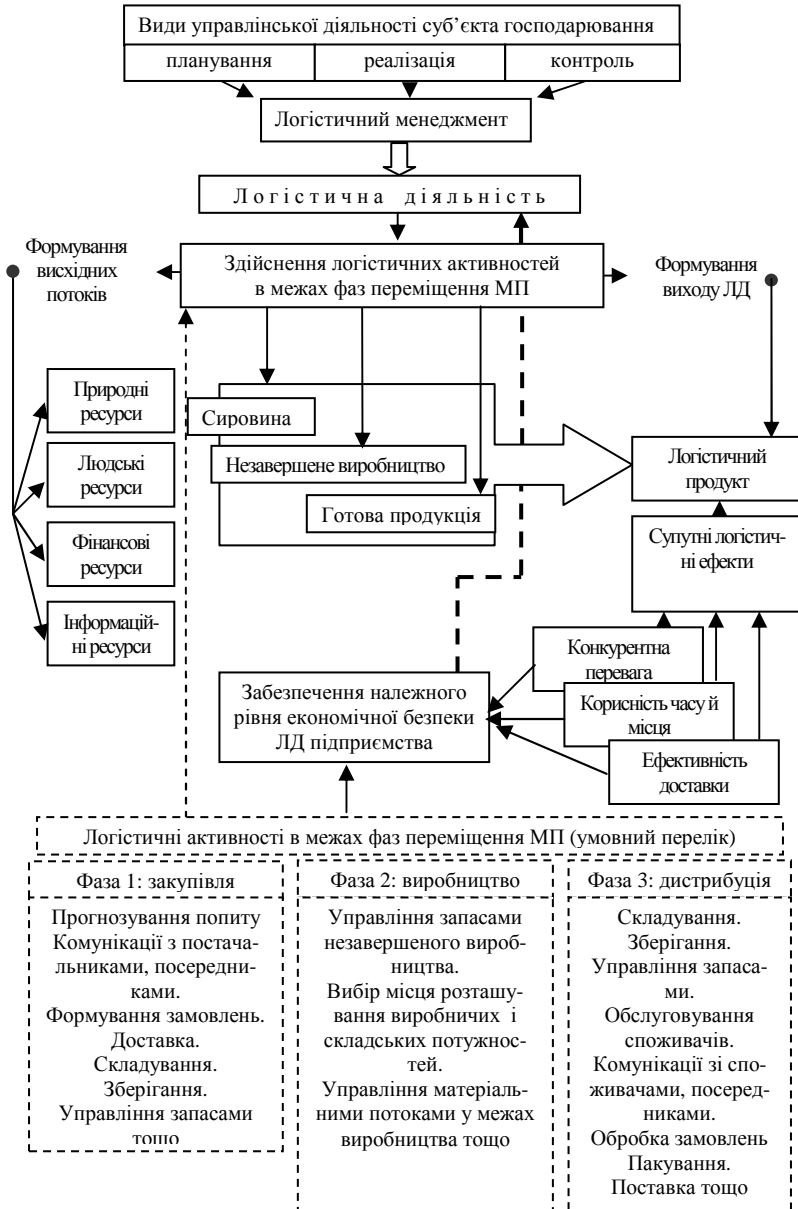 Види управлінської діяльності суб’єкта господарювання
планування
реалізація
контроль
Логістичний менеджмент
Логістична діяльність
Формування
висхідних
потоків
Здійснення логістичних активностей
в межах фаз переміщення МП
Формування
виходу ЛД
Природні
ресурси
Людські
ресурси
Фінансові
ресурси
Інформацій-
ні ресурси
Сировина
Незавершене виробництво
Готова продукція
Логістичний
продукт
Супутні логістич-
ні ефекти
Конкурентна
перевага
Корисність часу й
місця
Ефективність
доставки
Забезпечення належного
рівня економічної безпеки
ЛД підприємства
Логістичні активності в межах фаз переміщення МП (умовний перелік)
Фаза 1: закупівля
Прогнозування попиту
Комунікації з постача-
льниками, посередни-
ками.
Формування замовлень.
Доставка.
Складування.
Зберігання.
Управління запасами
тощо
Фаза 2: виробництво
Управління запасами
незавершеного вироб-
ництва.
Вибір місця розташу-
вання виробничих і
складських потужнос-
тей.
Управління матеріаль-
ними потоками у межах
виробництва тощо
Фаза 3: дистрибуція
Складування.
Зберігання.
Управління запаса-
ми.
Обслуговування
споживачів.
Комунікації зі спо-
живачами, посеред-
никами.
Обробка замовлень
Пакування.
Поставка тощо